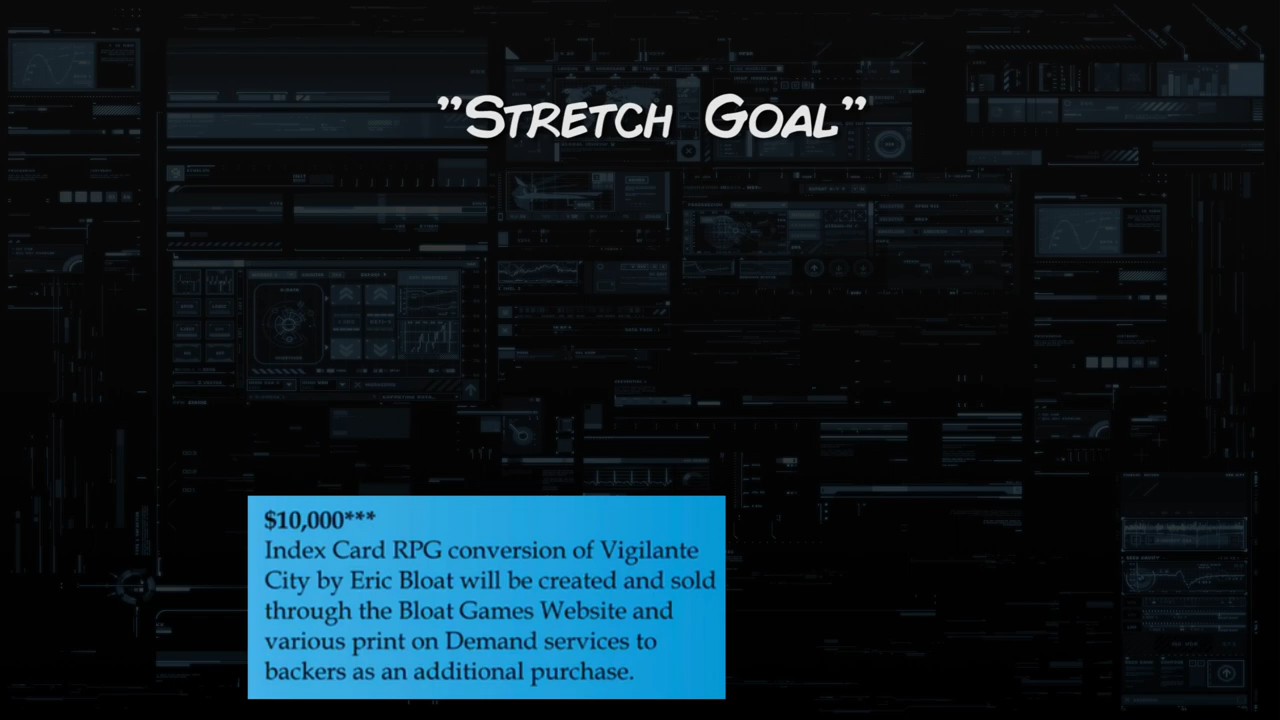 "Stretch Goal"
$10,000***
Index Card RPG conversion of Vigilante
City by Eric Bloat will be created and sold
through the Bloat Games Website and
various print on Demand services to
backers as an additional purchase.